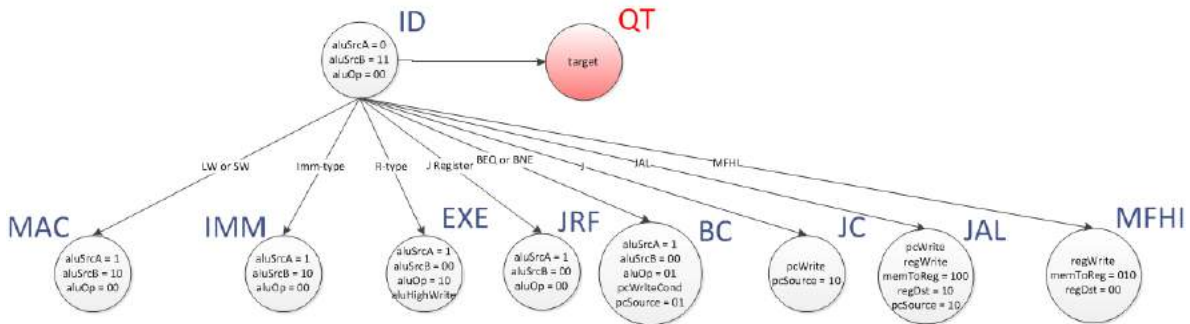 ID
QT
aluSrcA = 0
aluSrcB = 11
aluOp = 00
target
LW or SW
Imm-type
R-type
J Register
BEQ or BNE
J
JAL
MFHI
MAC
IMM
EXE
JRF
BC
JC
JAL
MFHI
aluSrcA = 1
aluSrcB = 10
aluOp = 00
aluSrcA = 1
aluSrcB = 10
aluOp = 00
aluSrcA = 1
aluSrcB = 00
aluOp = 10
aluHighWrite
aluSrcA = 1
aluSrcB = 00
aluOp = 00
aluSrcA = 1
aluSrcB = 00
aluOp = 01
pcWriteCond
pcSource = 01
pcWrite
pcSource = 10
pcWrite
regWrite
memToReg = 100
regDst = 10
pcSource = 10
regWrite
memToReg = 010
regDst = 00